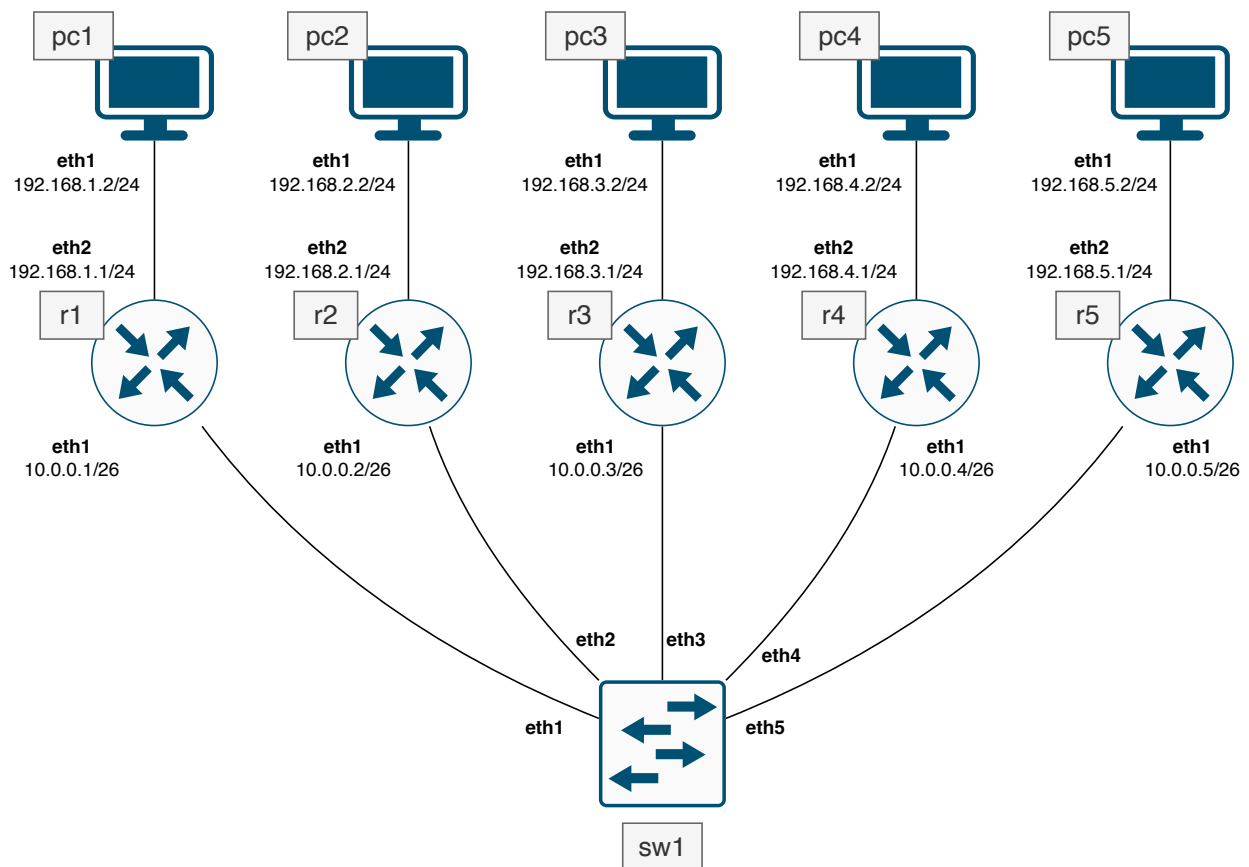 pc1
pc2
pc3
pc4
pc5
eth1
192.168.1.2/24
eth1
192.168.2.2/24
eth1
192.168.3.2/24
eth1
192.168.4.2/24
eth1
192.168.5.2/24
eth2
192.168.1.1/24
eth2
192.168.2.1/24
eth2
192.168.3.1/24
eth2
192.168.4.1/24
eth2
192.168.5.1/24
r1
r2
r3
r4
r5
eth1
10.0.0.1/26
eth1
10.0.0.2/26
eth1
10.0.0.3/26
eth1
10.0.0.4/26
eth1
10.0.0.5/26
eth2
eth3
eth4
eth1
eth5
sw1